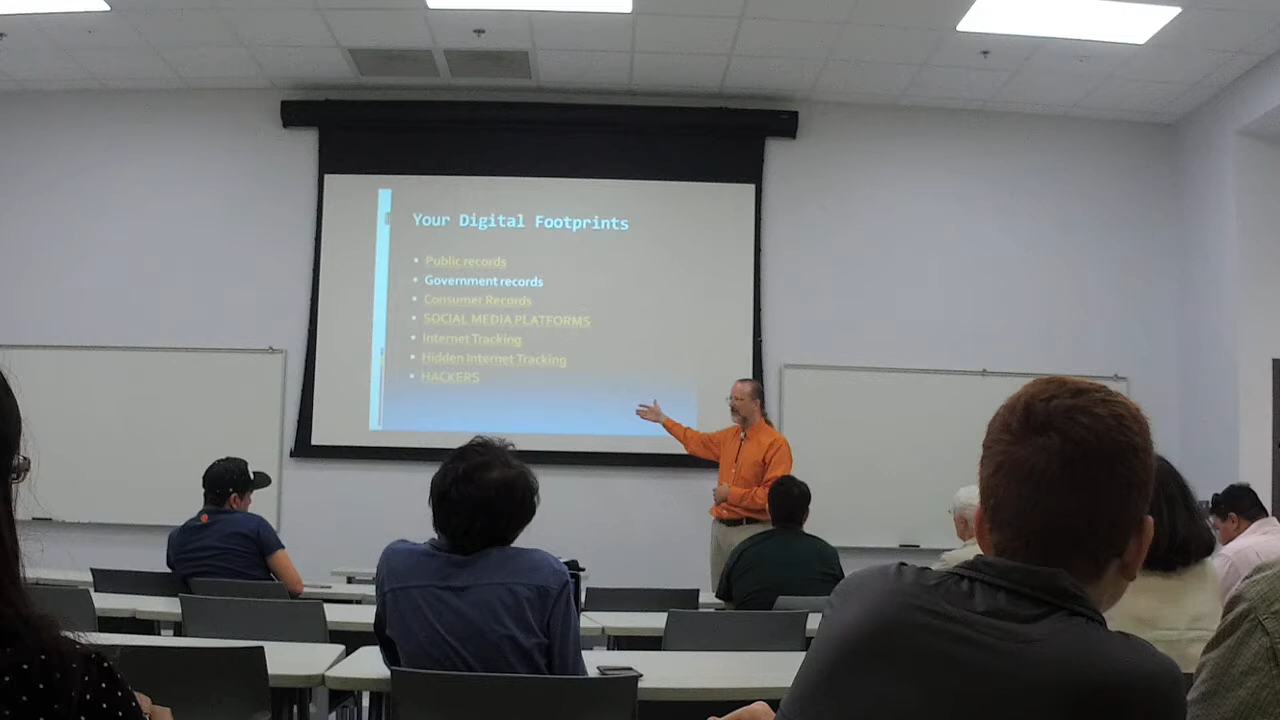 Your Digital Footprints
Public records
Government records
Consumer Records
SOCIAL MEDIA PLATFORMS
Internet Tracking
Hidden Internet Tracking
HACKERS